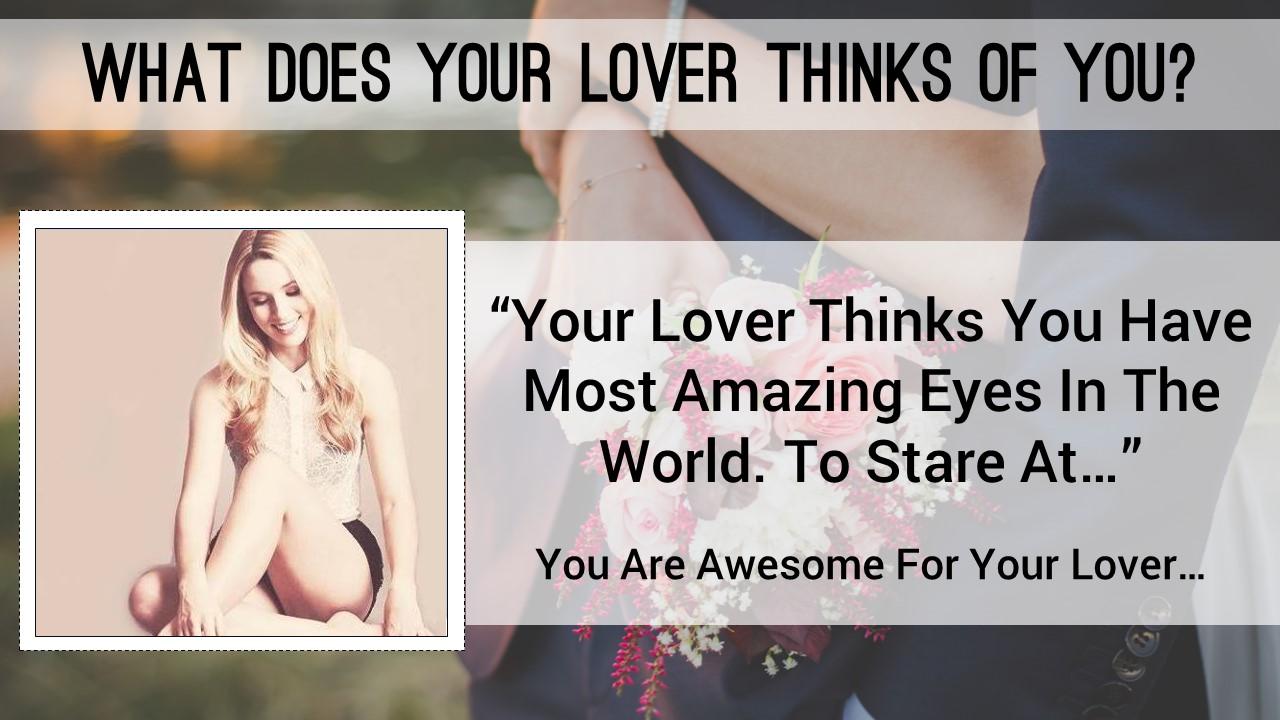 WHAT DOES YOUR LOVER THINKS OF YOU?
“Your Lover Thinks You Have
Most Amazing Eyes In The
World. To Stare At...”
You Are Awesome For Your Lover...